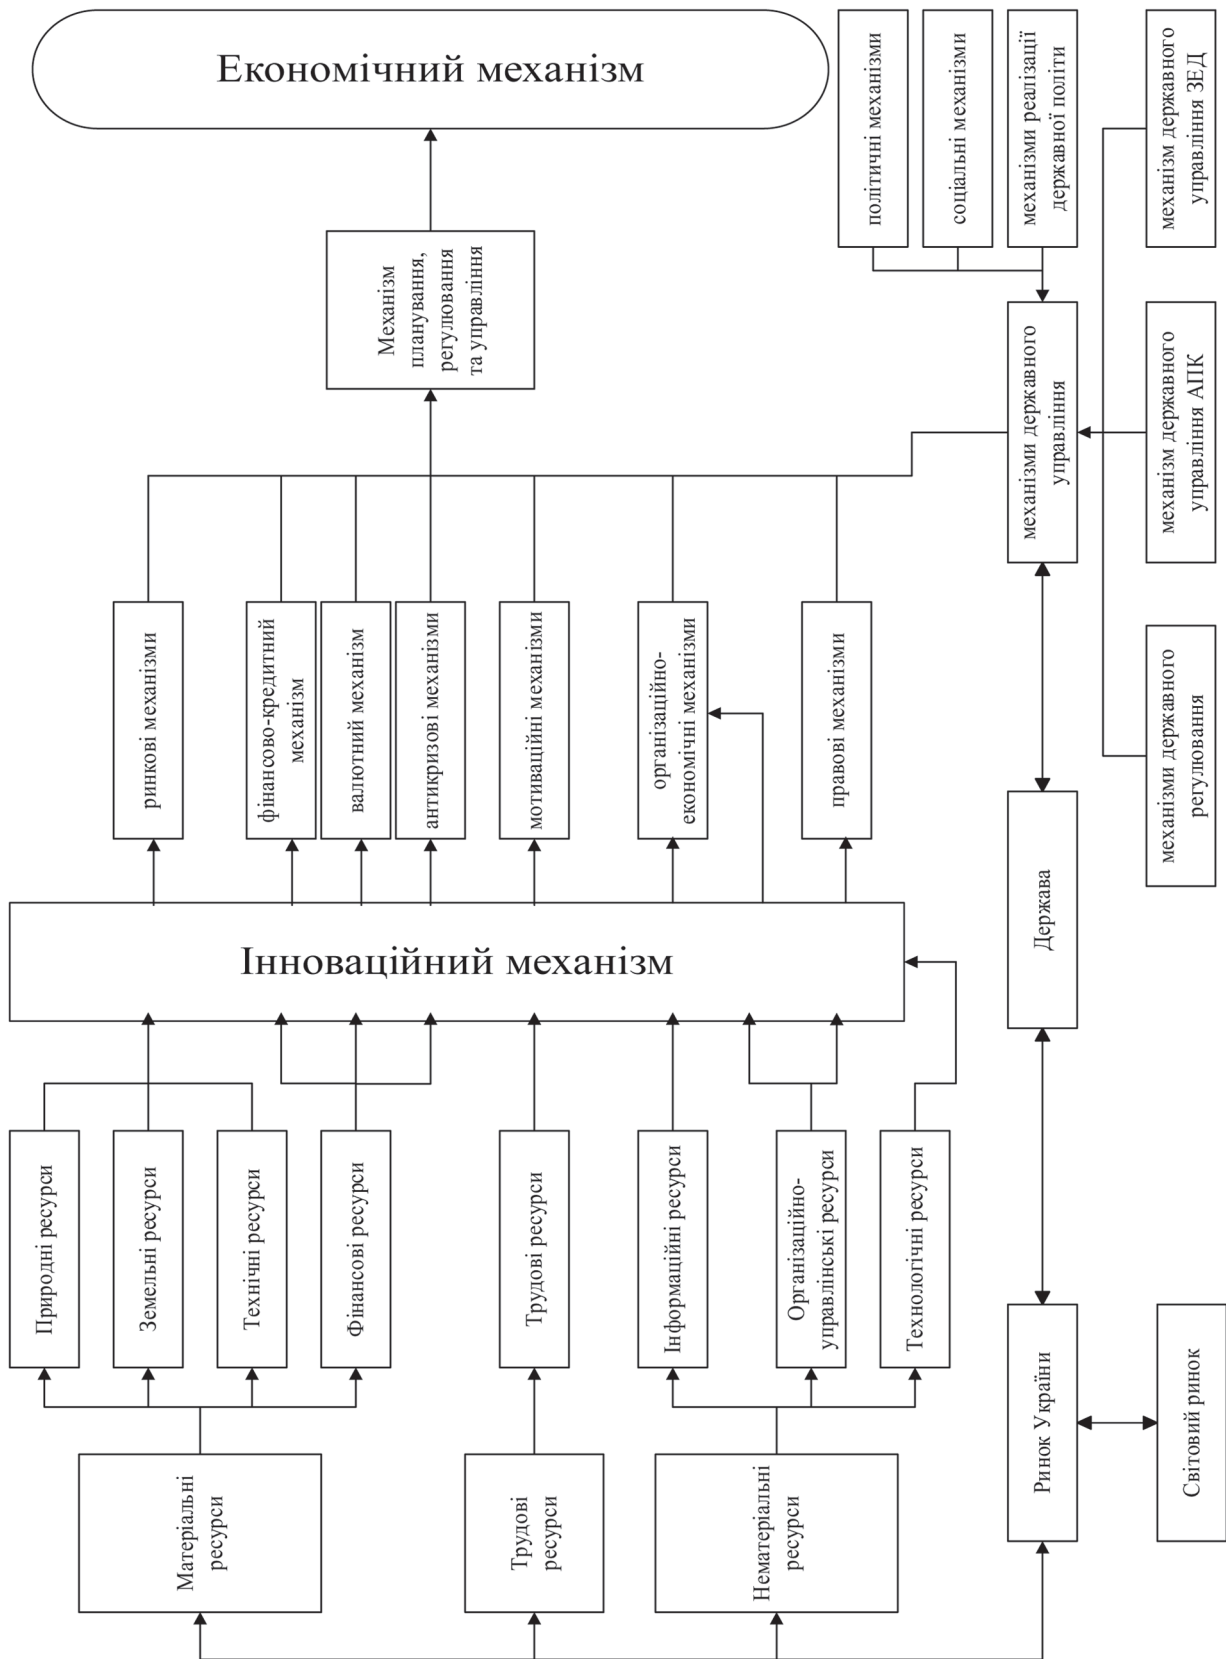 Економічний механізм
політичні механізми
соціальні механізми
механізми реалізації
державної політи
механізм державного
управління ЗЕД
Механізм
планування,
регулювання
та управління
механізми державного
управління
механізм державного
управління АПК
ринкові механізми
фінансово-кредитний
механізм
валютний механізм
антикризові механізми
мотиваційні механізми
організаційно-
економічні механізми
правові механізми
механізми державного
регулювання
Держава
Інноваційний механізм
Природні ресурси
Земельні ресурси
Технічні ресурси
Фінансові ресурси
Трудові ресурси
Інформаційні ресурси
Організаційно-
управлінські ресурси
Технологічні ресурси
Ринок України
Світовий ринок
Матеріальні
ресурси
Трудові
ресурси
Нематеріальні
ресурси